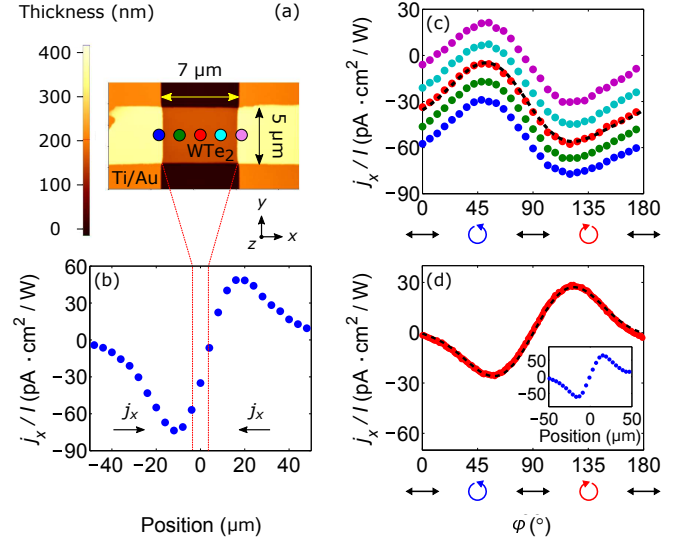 Thickness (nm)
(a)
400
300
200
100
0
7 µm
5 µm
WTe2
Ti/Au
y
z
x
(b)
jx / I (pA · cm2 / W)
60
30
0
−30
−60
−90
jx
jx
−40
−20
0
20
40
Position (µm)
(c)
jx / I (pA · cm2 / W)
30
0
−30
−60
−90
0
45
90
135
180
(d)
jx / I (pA · cm2 / W)
30
0
−30
−60
50
0
−50
−50
0
50
Position (µm)
0
45
90
135
180
φ (°)